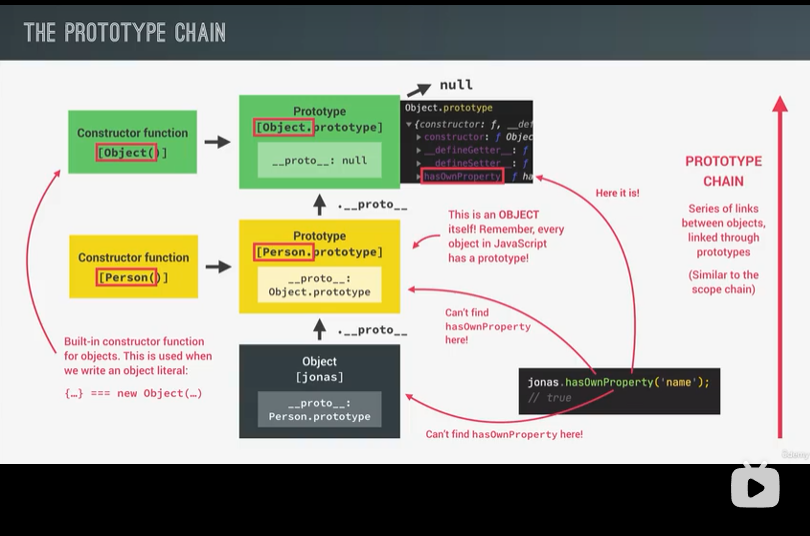 THE PROTOTYPE CHAIN
null
Constructor function
[Object()]
Prototype
[Object.prototype]
__proto__: null
Object.prototype
{constructor: ƒ, __def
constructor: ƒ Objec
__defineGetter__: ƒ
__defineSetter__: ƒ
hasOwnProperty ƒ ha
.__proto__
Here it is!
PROTOTYPE
CHAIN
Series of links
between objects,
linked through
prototypes
(Similar to the
scope chain)
Constructor function
[Person()]
Prototype
[Person.prototype]
__proto__:
Object.prototype
This is an OBJECT
itself! Remember, every
object in JavaScript
has a prototype!
.__proto__
Can't find
hasOwnProperty
here!
Built-in constructor function
for objects. This is used when
we write an object literal:
{…} === new Object(…)
Object
[jonas]
__proto__:
Person.prototype
jonas.hasOwnProperty('name');
// true
Can't find hasOwnProperty here!
Udemy